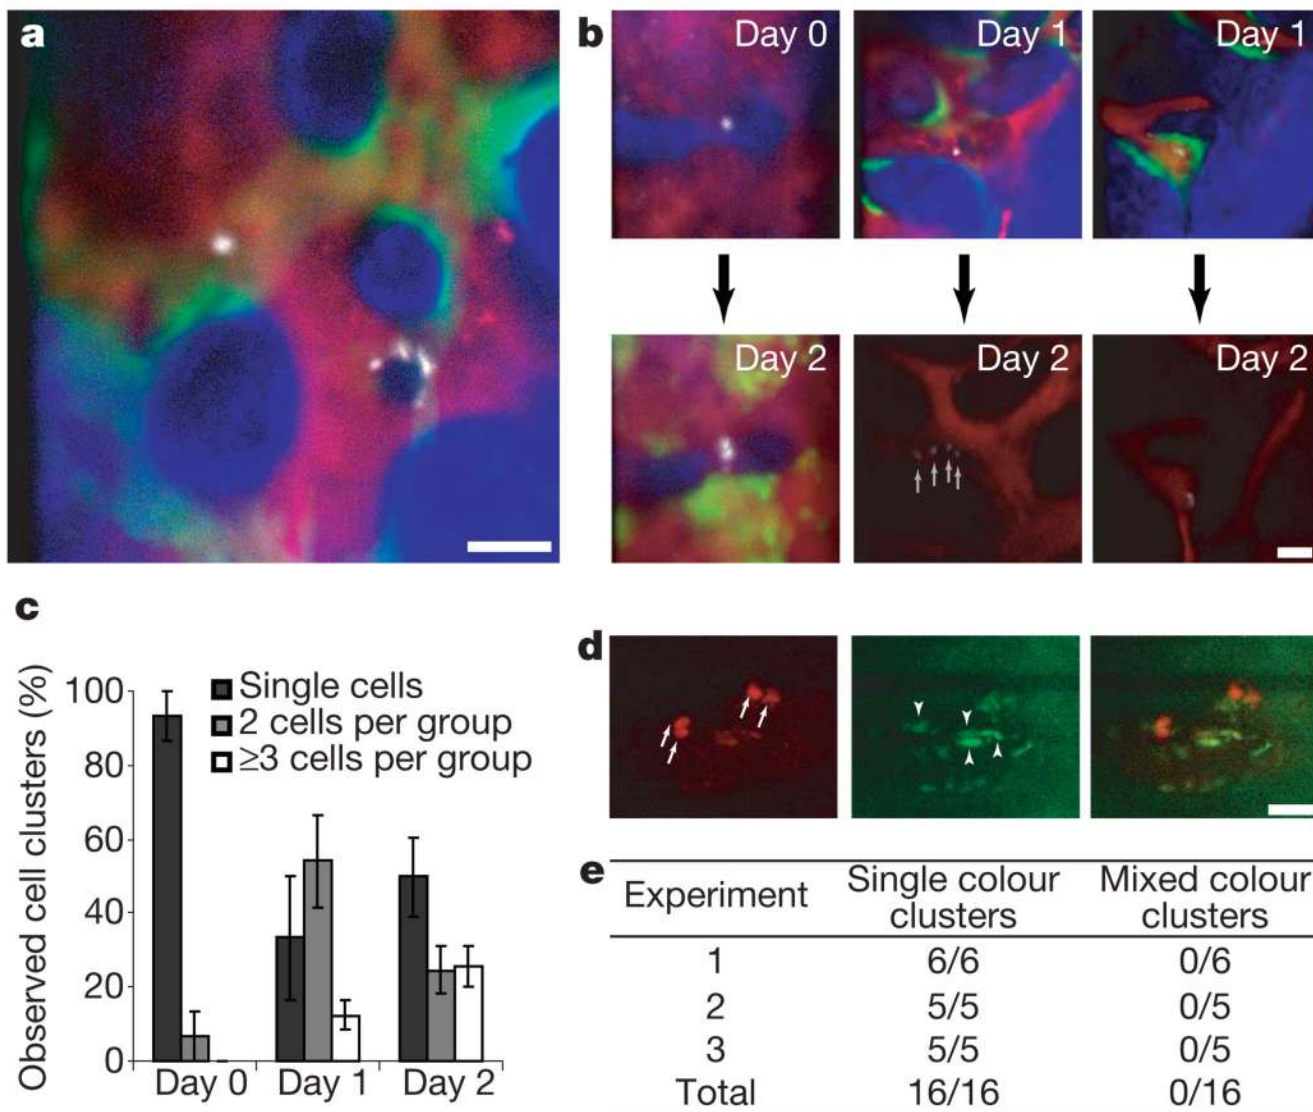 a
b
Day 0
Day 1
Day 1
Day 2
Day 2
Day 2
c
Observed cell clusters (%)
100
80
60
40
20
0
Single cells
2 cells per group
≥3 cells per group
Day 0
Day 1
Day 2
d
e
Experiment
Single colour
clusters
Mixed colour
clusters
1 6/6 0/6
2 5/5 0/5
3 5/5 0/5
Total 16/16 0/16